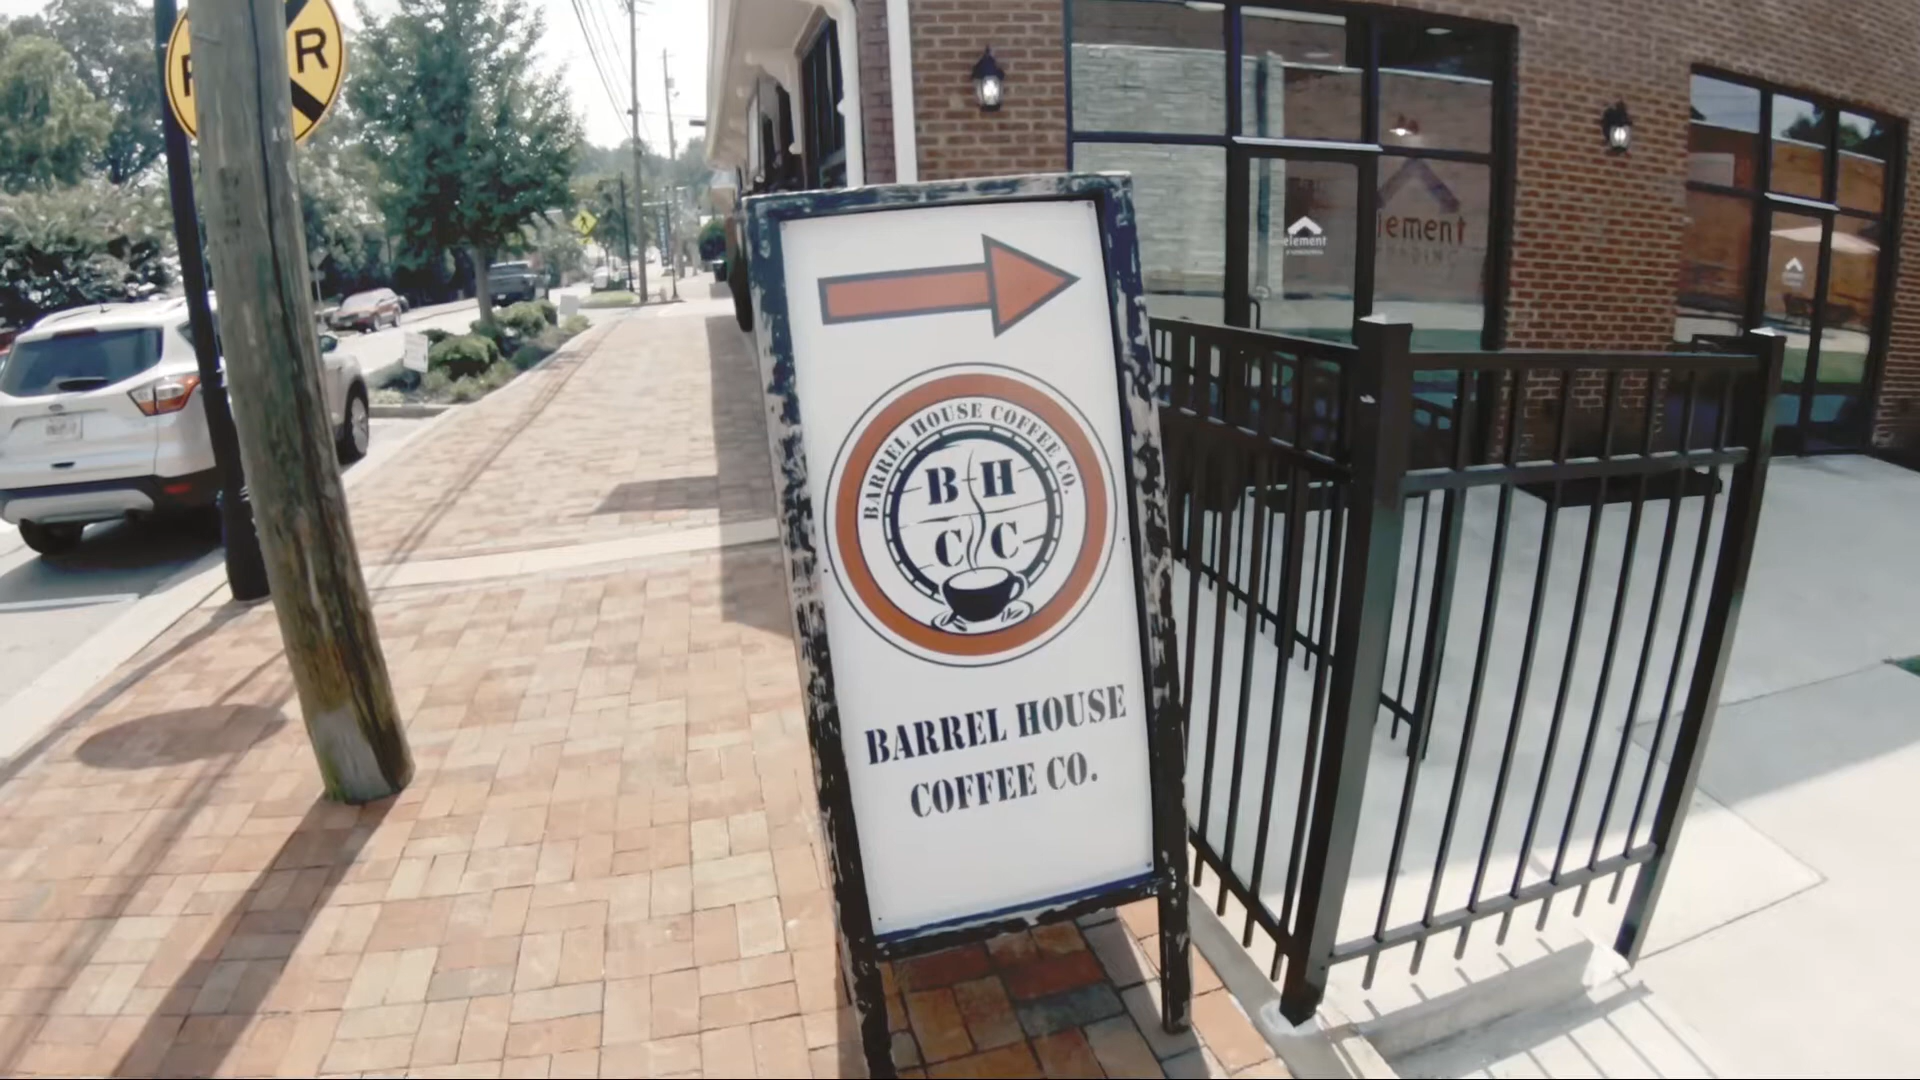 R R
BARREL HOUSE COFFEE CO.
B H
C C
BARREL HOUSE
COFFEE CO.
element
element